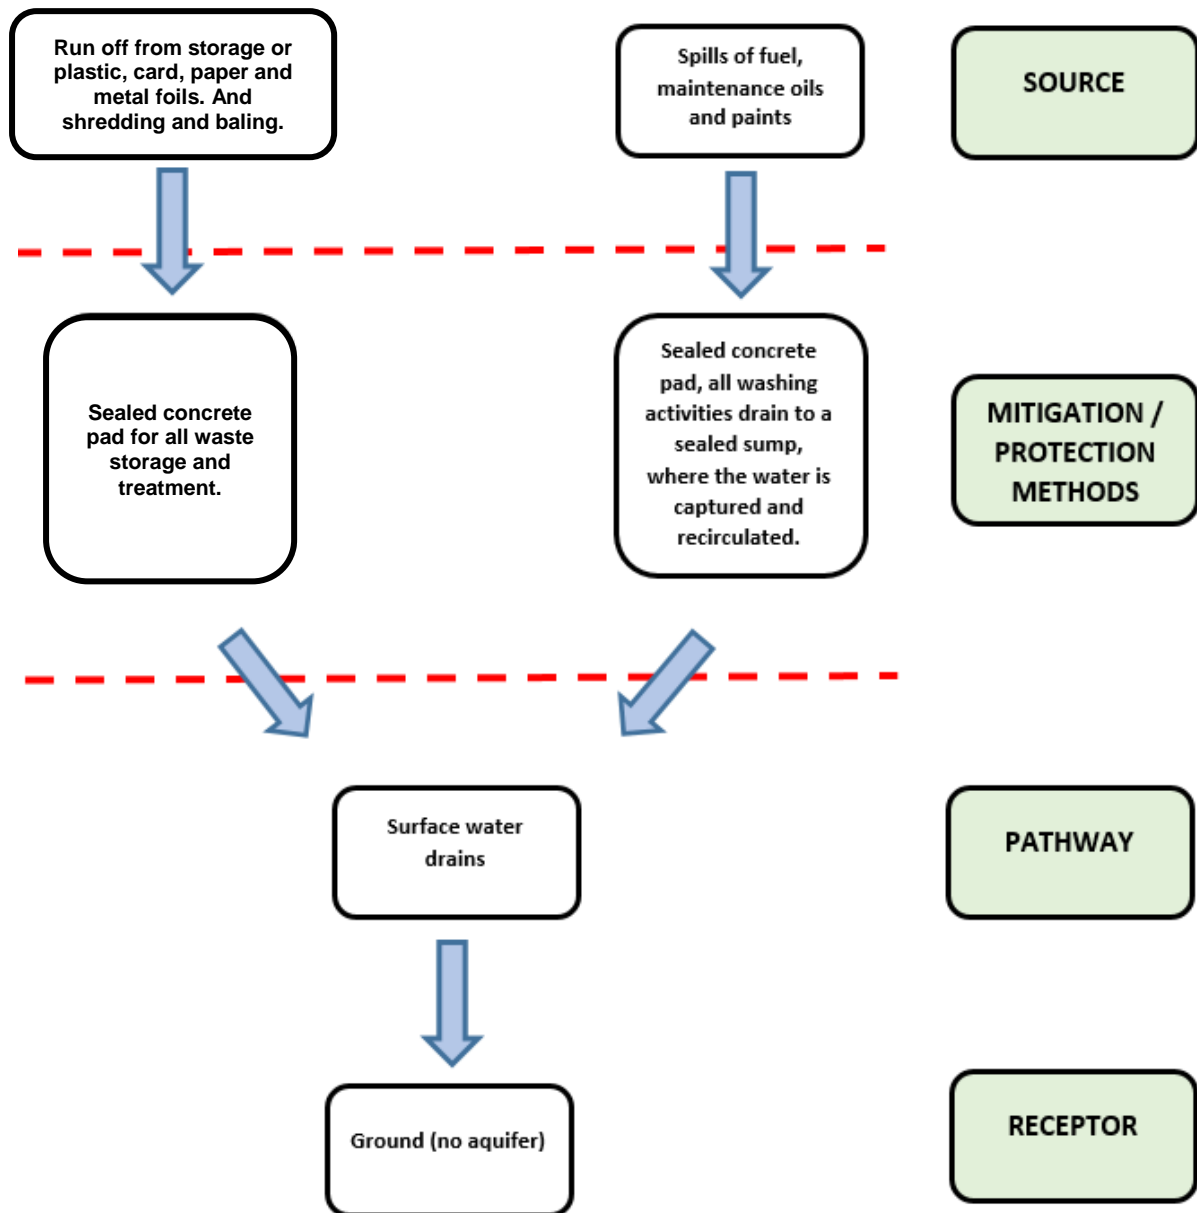 Run off from storage or
plastic, card, paper and
metal foils. And
shredding and baling.
Spills of fuel,
maintenance oils
and paints
SOURCE
Sealed concrete
pad for all waste
storage and
treatment.
Sealed concrete
pad, all washing
activities drain to a
sealed sump,
where the water is
captured and
recirculated.
MITIGATION /
PROTECTION
METHODS
Surface water
drains
PATHWAY
Ground (no aquifer)
RECEPTOR